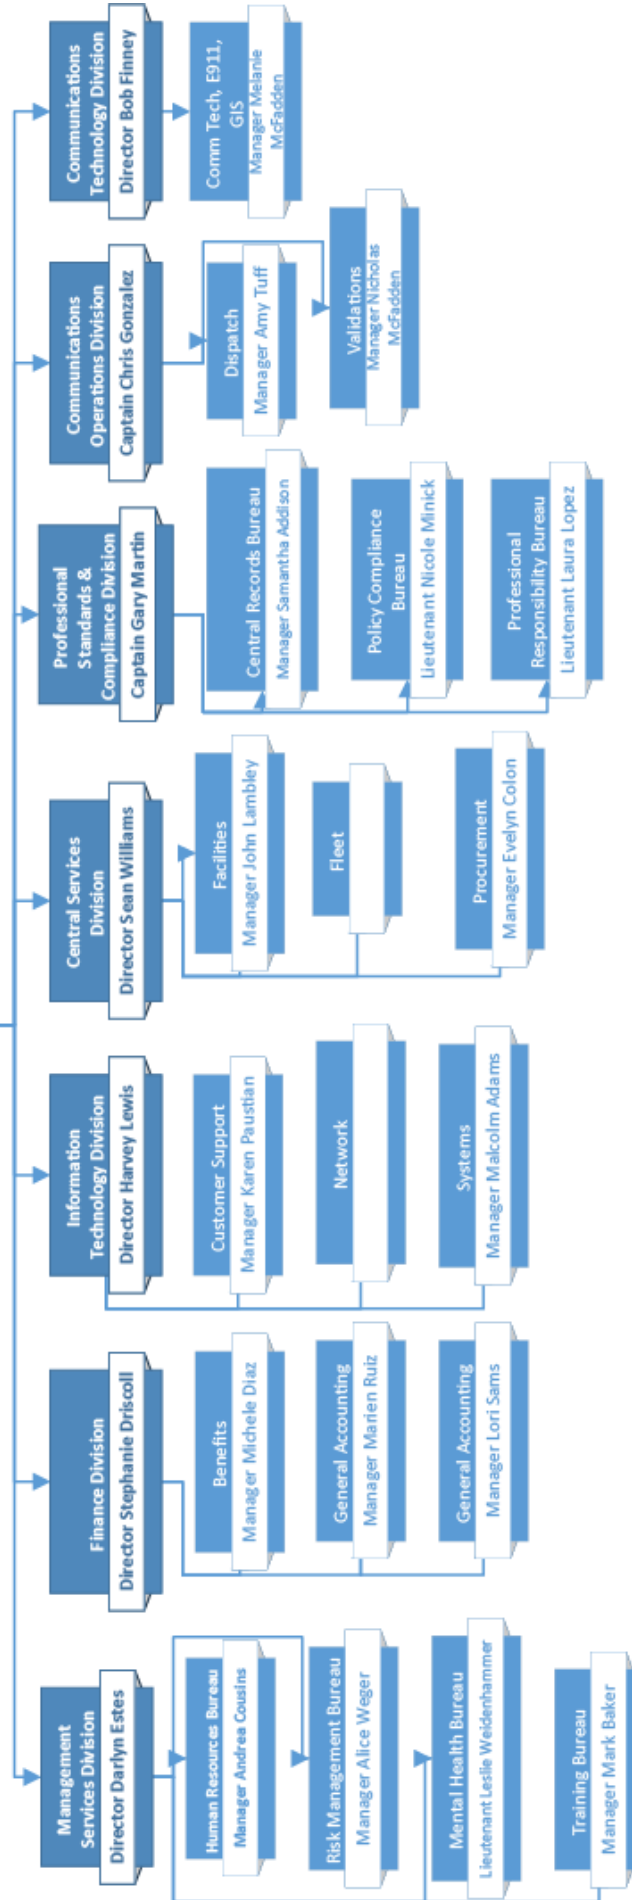 Management
Services Division
Director Darlyn Estes
Human Resources Bureau
Manager Andrea Cousins
Risk Management Bureau
Manager Alice Weger
Mental Health Bureau
Lieutenant Leslie Weidenhammer
Training Bureau
Manager Mark Baker
Finance Division
Director Stephanie Driscoll
Benefits
Manager Michele Diaz
General Accounting
Manager Marien Ruiz
General Accounting
Manager Lori Sams
Information
Technology Division
Director Harvey Lewis
Customer Support
Manager Karen Paustian
Network
Systems
Manager Malcolm Adams
Central Services
Division
Director Sean Williams
Facilities
Manager John Lambley
Fleet
Procurement
Manager Evelyn Colon
Professional
Standards &
Compliance Division
Captain Gary Martin
Central Records Bureau
Manager Samantha Addison
Policy Compliance
Bureau
Lieutenant Nicole Minick
Professional
Responsibility Bureau
Lieutenant Laura Lopez
Communications
Operations Division
Captain Chris Gonzalez
Dispatch
Manager Amy Tuff
Validations
Manager Nicholas
McFadden
Communications
Technology Division
Director Bob Finney
Comm Tech, E911,
GIS
Manager Melanie
McFadden